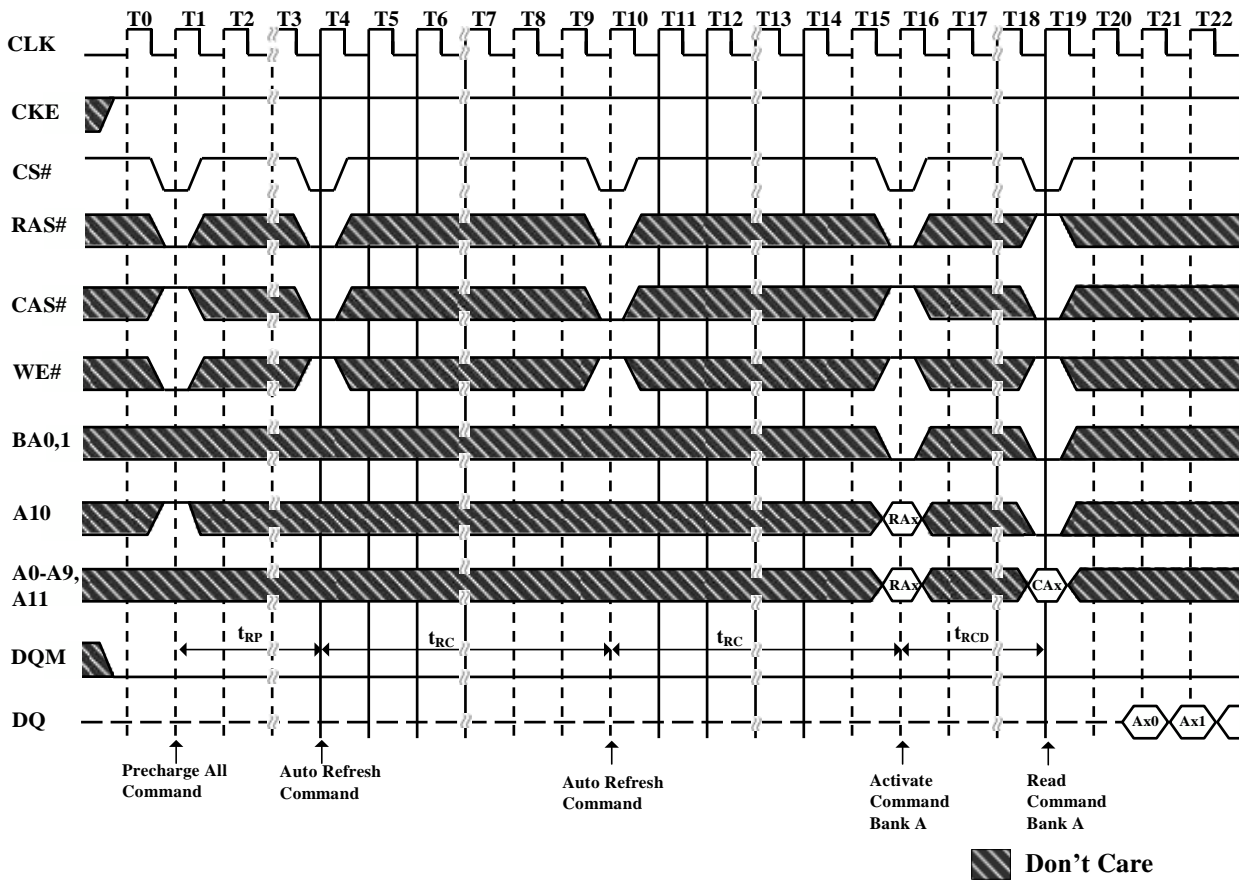 T0 T1 T2 T3 T4 T5 T6 T7 T8 T9 T10 T11 T12 T13 T14 T15 T16 T17 T18 T19 T20 T21 T22
CLK
CKE
CS#
RAS#
CAS#
WE#
BA0,1
A10
RAx
A0-A9,
A11
RAx CAx
tRP tRC tRC tRCD
DQM
DQ
Ax0 Ax1
Precharge All
Command
Auto Refresh
Command
Auto Refresh
Command
Activate
Command
Bank A
Read
Command
Bank A
Don't Care